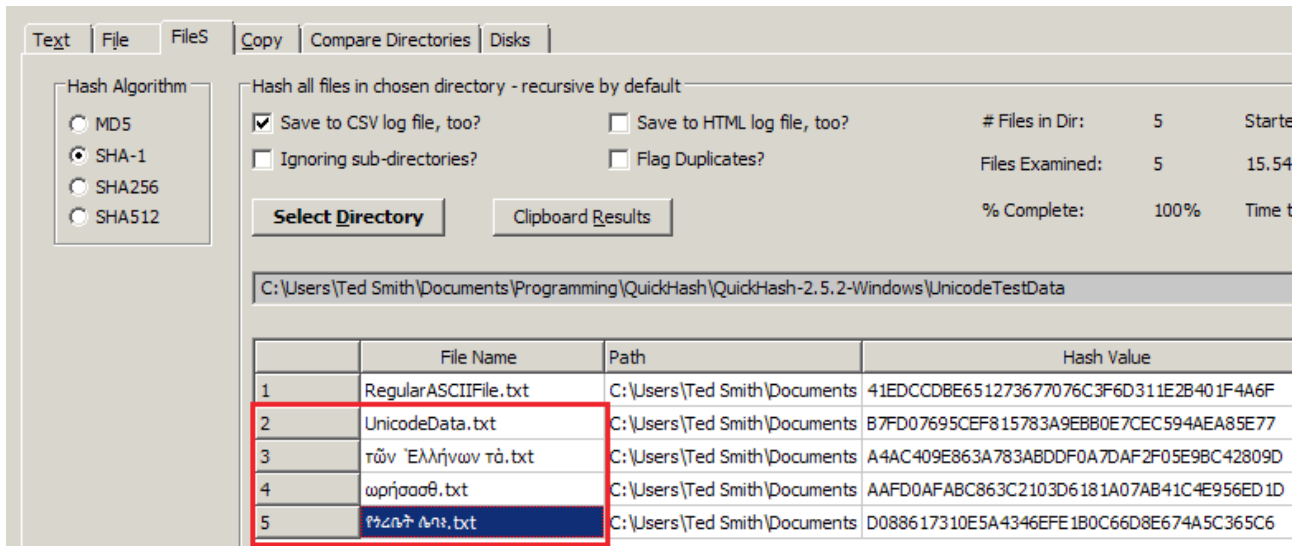 Text File FileS Copy Compare Directories Disks
Hash Algorithm
MD5
SHA-1
SHA256
SHA512
Hash all files in chosen directory - recursive by default
Save to CSV log file, too? Save to HTML log file, too?
Ignoring sub-directories? Flag Duplicates?
Select Directory Clipboard Results
# Files in Dir: 5 Starte
Files Examined: 5 15.54
% Complete: 100% Time t
C:\Users\Ted Smith\Documents\Programming\QuickHash\QuickHash-2.5.2-Windows\UnicodeTestData
File Name Path Hash Value
1 RegularASCIIFile.txt C:\Users\Ted Smith\Documents 41EDCCDBE651273677076C3F6D311E2B401F4A6F
2 UnicodeData.txt C:\Users\Ted Smith\Documents B7FD07695CEF815783A9EBB0E7CEC594AEA85E77
3 τῶν Ἑλλήνων τὰ.txt C:\Users\Ted Smith\Documents A4AC409E863A783ABDDF0A7DAF2F05E9BC42809D
4 ωρήσασθ.txt C:\Users\Ted Smith\Documents AAFD0AFABC863C2103D6181A07AB41C4E956ED1D
5 .txt C:\Users\Ted Smith\Documents D088617310E5A4346EFE1B0C66D8E674A5C365C6